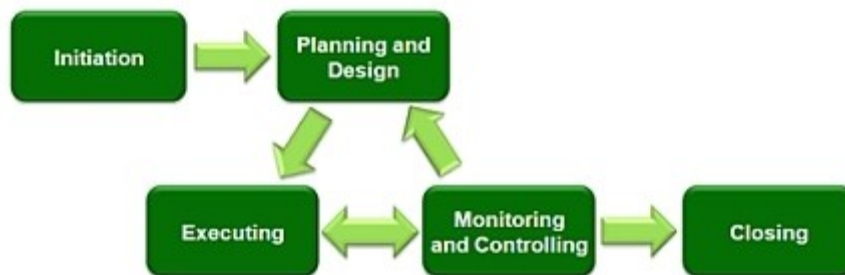 Initiation
Planning and
Design
Executing
Monitoring
and Controlling
Closing